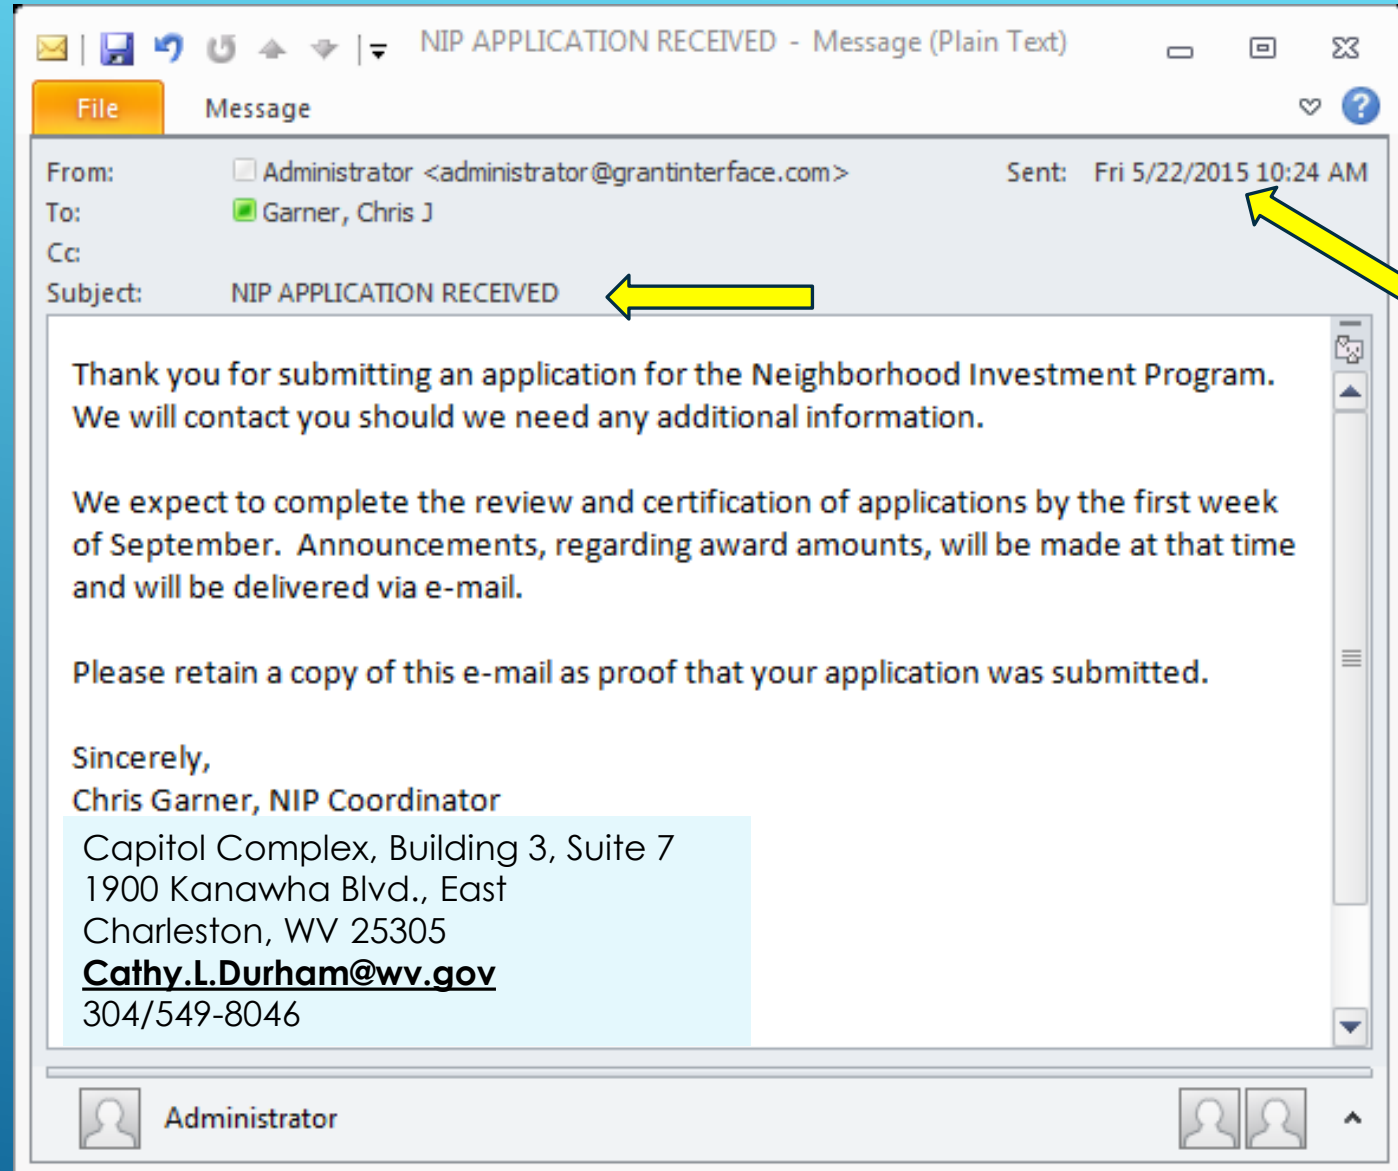 NIP APPLICATION RECEIVED - Message (Plain Text)
File Message
From: Administrator <administrator@grantinterface.com> Sent: Fri 5/22/2015 10:24 AM
To: Garner, Chris J
Cc:
Subject: NIP APPLICATION RECEIVED
Thank you for submitting an application for the Neighborhood Investment Program.
We will contact you should we need any additional information.
We expect to complete the review and certification of applications by the first week
of September. Announcements, regarding award amounts, will be made at that time
and will be delivered via e-mail.
Please retain a copy of this e-mail as proof that your application was submitted.
Sincerely,
Chris Garner, NIP Coordinator
Capitol Complex, Building 3, Suite 7
1900 Kanawha Blvd., East
Charleston, WV 25305
Cathy.L.Durham@wv.gov
304/549-8046
Administrator